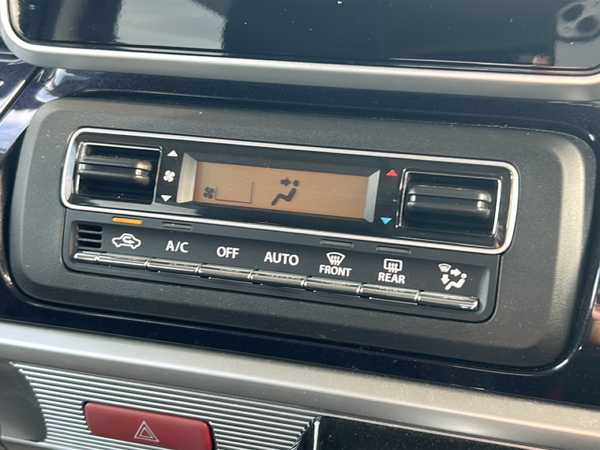 A/C
OFF
AUTO
FRONT
REAR